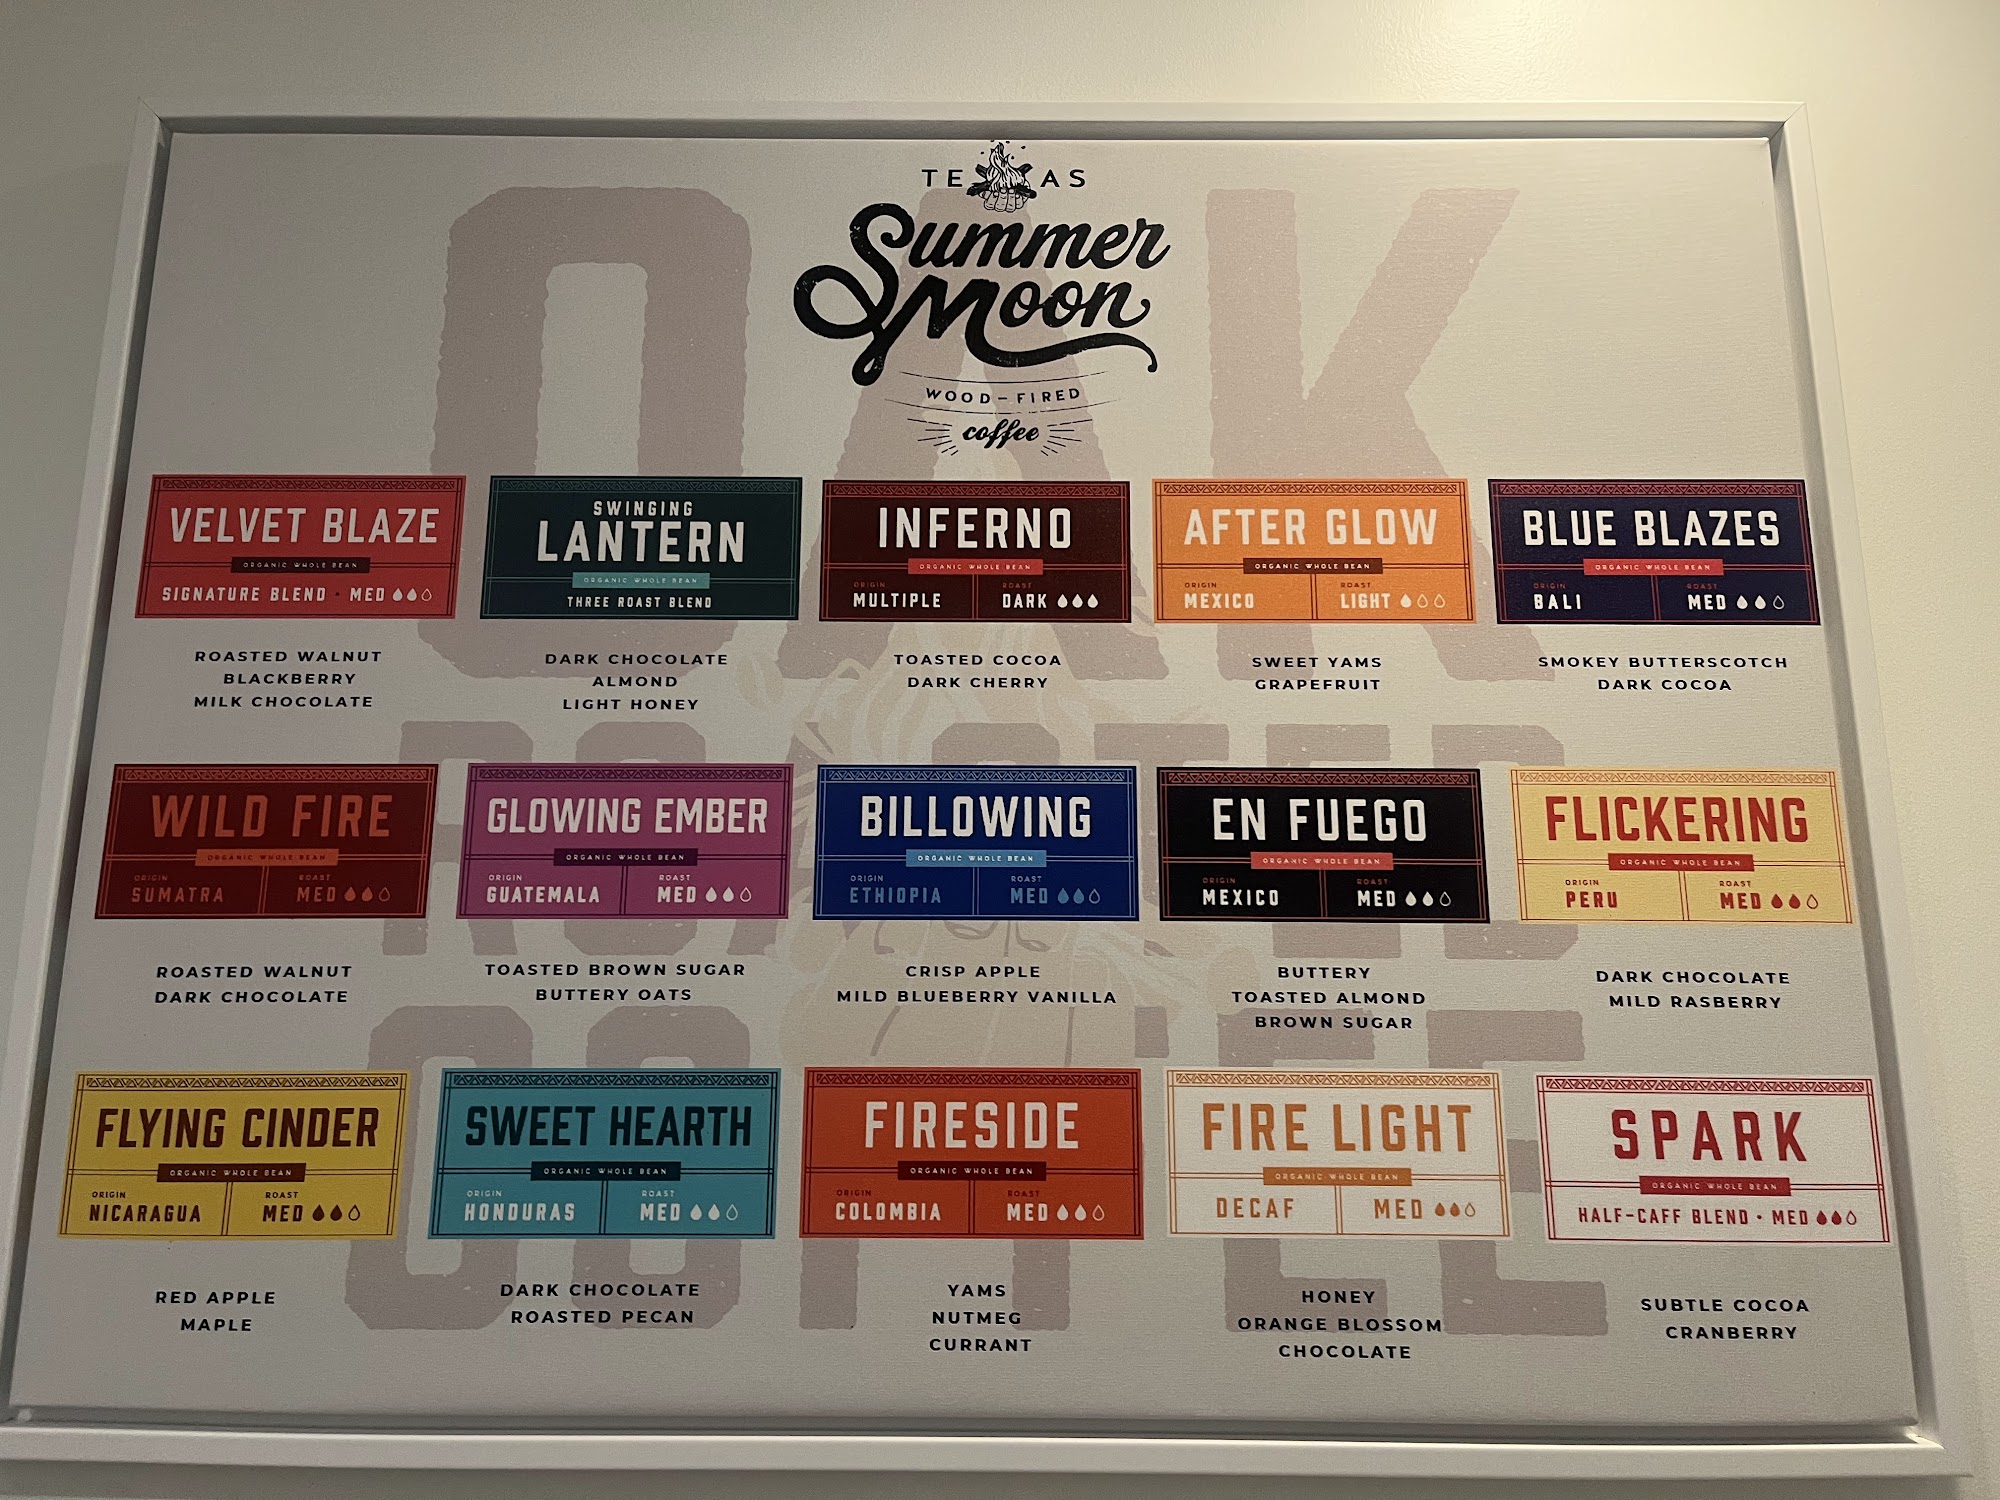 TEXAS
Summer
Moon
WOOD-FIRED
coffee
OAK
ROASTED
COFFEE
VELVET BLAZE
ORGANIC WHOLE BEAN
SIGNATURE BLEND · MED
ROASTED WALNUT
BLACKBERRY
MILK CHOCOLATE
SWINGING
LANTERN
ORGANIC WHOLE BEAN
THREE ROAST BLEND
DARK CHOCOLATE
ALMOND
LIGHT HONEY
INFERNO
ORGANIC WHOLE BEAN
ORIGIN ROAST
MULTIPLE DARK
TOASTED COCOA
DARK CHERRY
AFTER GLOW
ORGANIC WHOLE BEAN
ORIGIN ROAST
MEXICO LIGHT
SWEET YAMS
GRAPEFRUIT
BLUE BLAZES
ORGANIC WHOLE BEAN
ORIGIN ROAST
BALI MED
SMOKEY BUTTERSCOTCH
DARK COCOA
WILD FIRE
ORGANIC WHOLE BEAN
ORIGIN ROAST
SUMATRA MED
ROASTED WALNUT
DARK CHOCOLATE
GLOWING EMBER
ORGANIC WHOLE BEAN
ORIGIN ROAST
GUATEMALA MED
TOASTED BROWN SUGAR
BUTTERY OATS
BILLOWING
ORGANIC WHOLE BEAN
ORIGIN ROAST
ETHIOPIA MED
CRISP APPLE
MILD BLUEBERRY VANILLA
EN FUEGO
ORGANIC WHOLE BEAN
ORIGIN ROAST
MEXICO MED
BUTTERY
TOASTED ALMOND
BROWN SUGAR
FLICKERING
ORGANIC WHOLE BEAN
ORIGIN ROAST
PERU MED
DARK CHOCOLATE
MILD RASBERRY
FLYING CINDER
ORGANIC WHOLE BEAN
ORIGIN ROAST
NICARAGUA MED
RED APPLE
MAPLE
SWEET HEARTH
ORGANIC WHOLE BEAN
ORIGIN ROAST
HONDURAS MED
DARK CHOCOLATE
ROASTED PECAN
FIRESIDE
ORGANIC WHOLE BEAN
ORIGIN ROAST
COLOMBIA MED
YAMS
NUTMEG
CURRANT
FIRE LIGHT
ORGANIC WHOLE BEAN
DECAF MED
HONEY
ORANGE BLOSSOM
CHOCOLATE
SPARK
ORGANIC WHOLE BEAN
HALF-CAFF BLEND · MED
SUBTLE COCOA
CRANBERRY